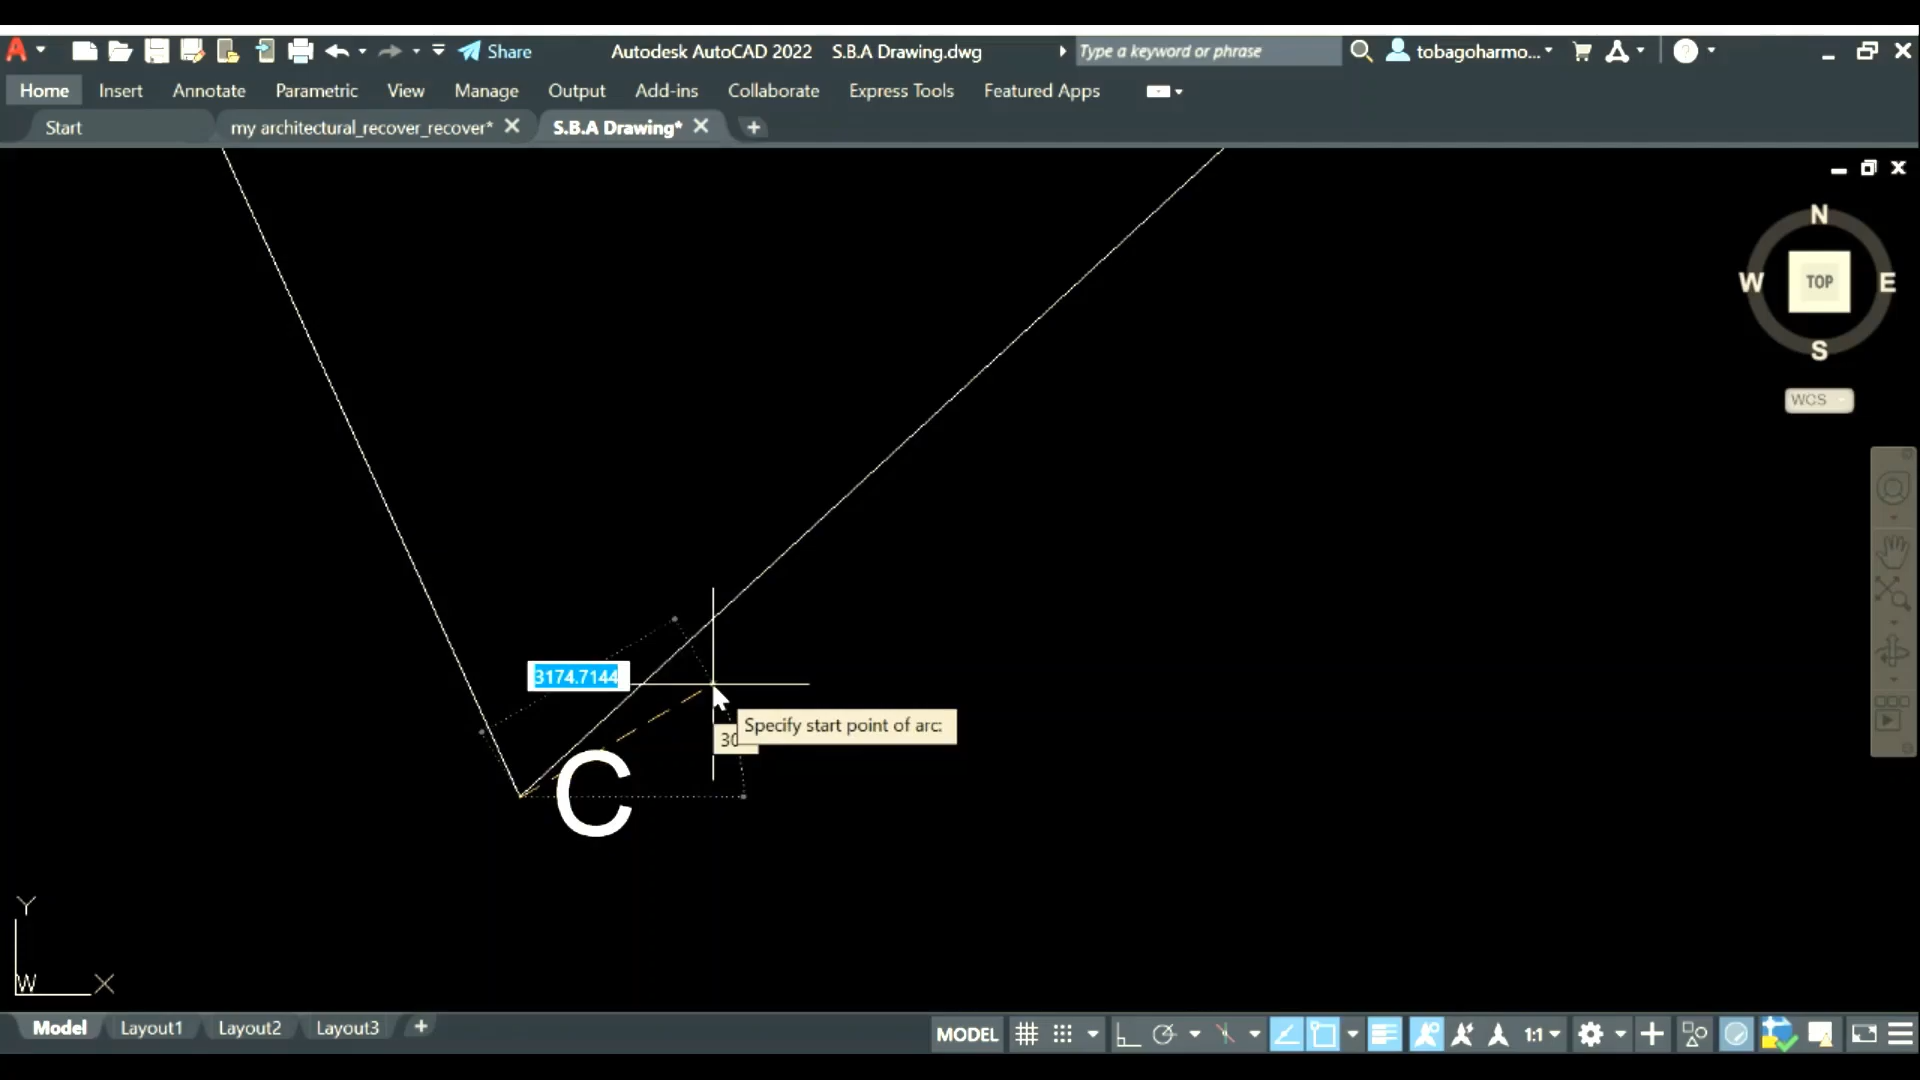 A Share Autodesk AutoCAD 2022 S.B.A Drawing.dwg Type a keyword or phrase tobagoharmo... ?
Home Insert Annotate Parametric View Manage Output Add-ins Collaborate Express Tools Featured Apps
Start my architectural_recover_recover* S.B.A Drawing* +
N
W TOP E
S
WCS
3174.7144
Specify start point of arc:
30
C
Y
W X
Model Layout1 Layout2 Layout3 + MODEL 1:1